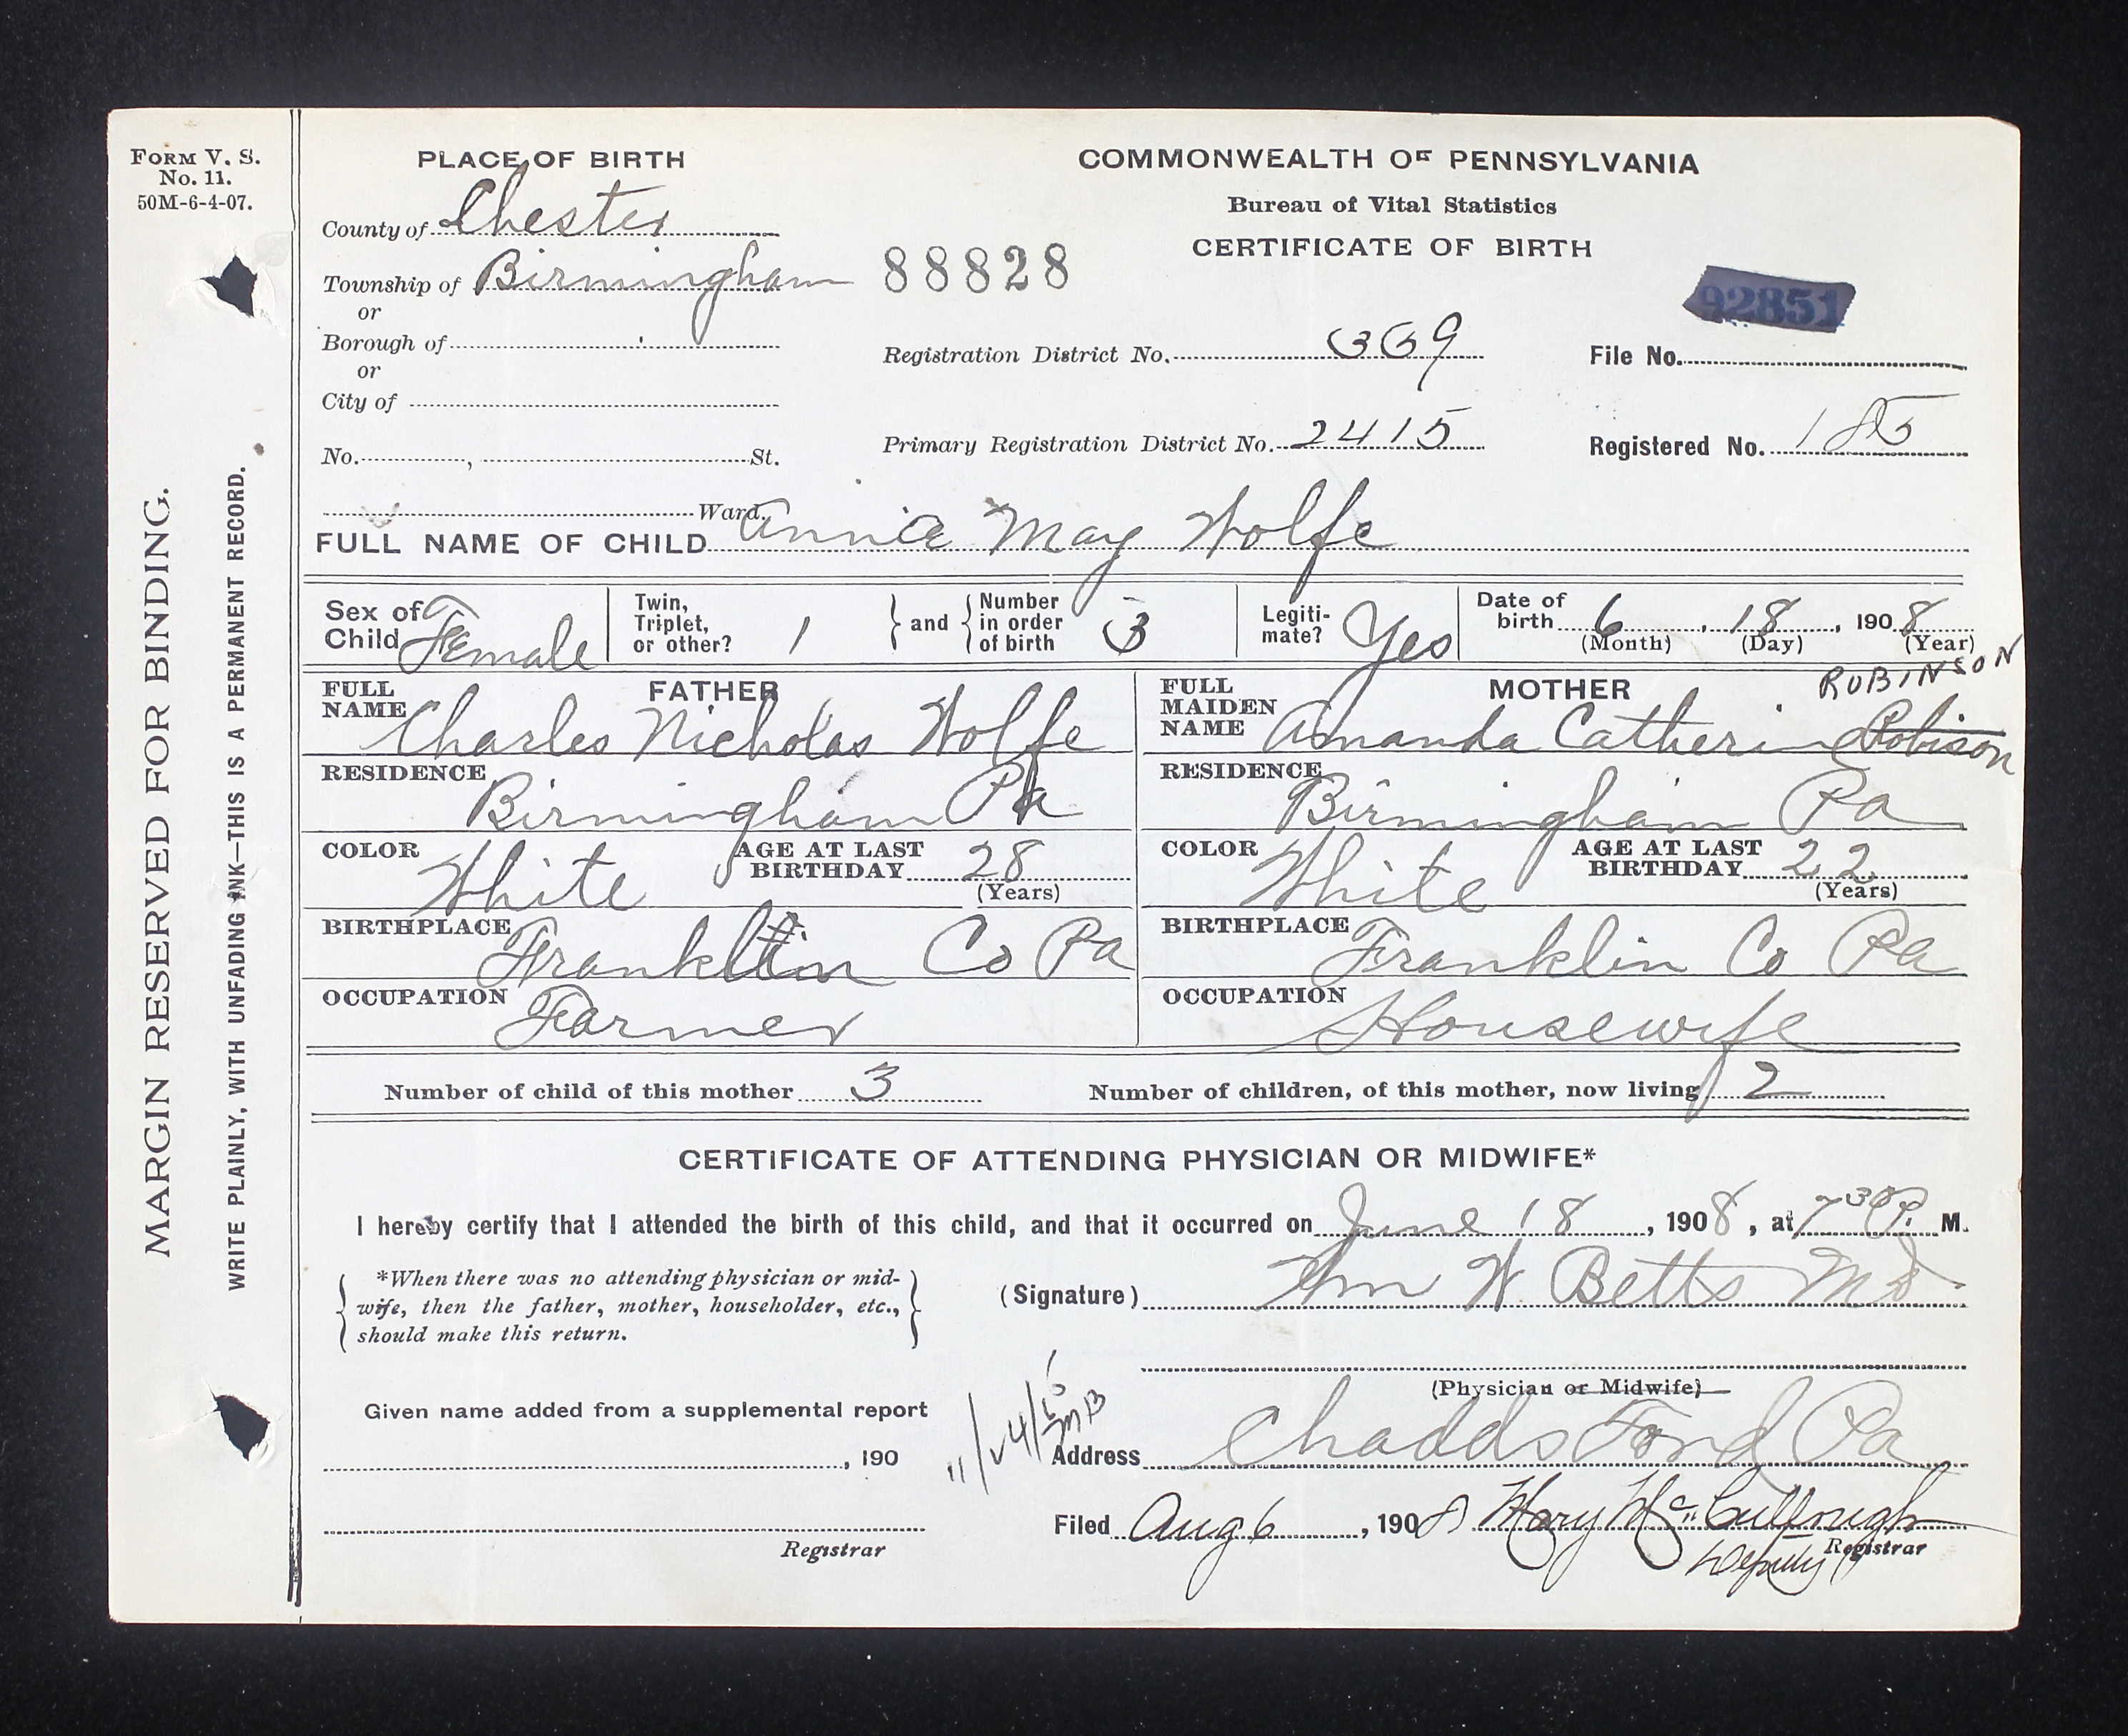 FORM V. S.
No. 11.
50M-6-4-07.
MARGIN RESERVED FOR BINDING.
WRITE PLAINLY, WITH UNFADING INK—THIS IS A PERMANENT RECORD.
PLACE OF BIRTH
County of Chester
Township of Birmingham
or
Borough of
or
City of
No. , St.
Ward.
COMMONWEALTH OF PENNSYLVANIA
Bureau of Vital Statistics
CERTIFICATE OF BIRTH
88828
92851
Registration District No. 369
File No.
Primary Registration District No. 2415
Registered No. 185
FULL NAME OF CHILD Annie May Wolfe
Sex of Child Female
Twin, Triplet, or other? 1
and Number in order of birth 3
Legiti-mate? Yes
Date of birth 6, 18, 1908
(Month) (Day) (Year)
FATHER
FULL NAME Charles Nicholas Wolfe
RESIDENCE Birmingham Pa
COLOR White AGE AT LAST BIRTHDAY 28
(Years)
BIRTHPLACE Franklin Co Pa
OCCUPATION Farmer
MOTHER
ROBINSON
FULL MAIDEN NAME Amanda Catherine Robison
RESIDENCE Birmingham Pa
COLOR White AGE AT LAST BIRTHDAY 22
(Years)
BIRTHPLACE Franklin Co Pa
OCCUPATION Housewife
Number of child of this mother 3
Number of children, of this mother, now living 2
CERTIFICATE OF ATTENDING PHYSICIAN OR MIDWIFE*
I hereby certify that I attended the birth of this child, and that it occurred on June 18, 1908, at 7 30 P. M.
*When there was no attending physician or mid-
wife, then the father, mother, householder, etc.,
should make this return.
(Signature) Wm W Betts MD
(Physician or Midwife)
Given name added from a supplemental report
, 190
Registrar
Address Chadds Ford Pa
Filed Aug 6, 1908 Mary McCullough
Deputy Registrar